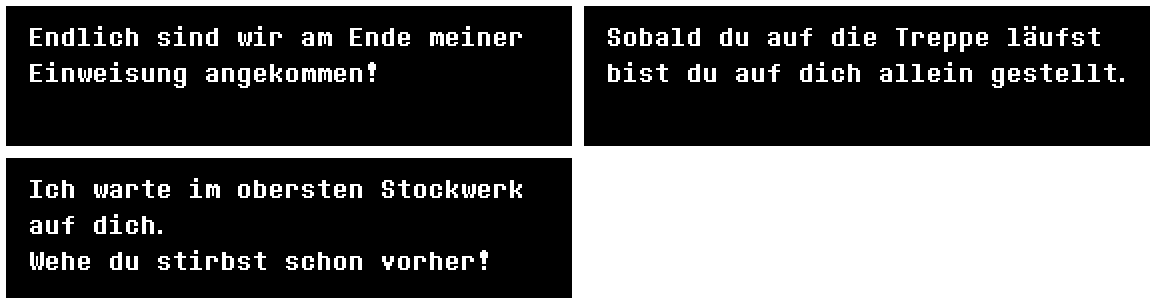 Endlich sind wir am Ende meiner
Einweisung angekommen!
Sobald du auf die Treppe läufst
bist du auf dich allein gestellt.
Ich warte im obersten Stockwerk
auf dich.
Wehe du stirbst schon vorher!